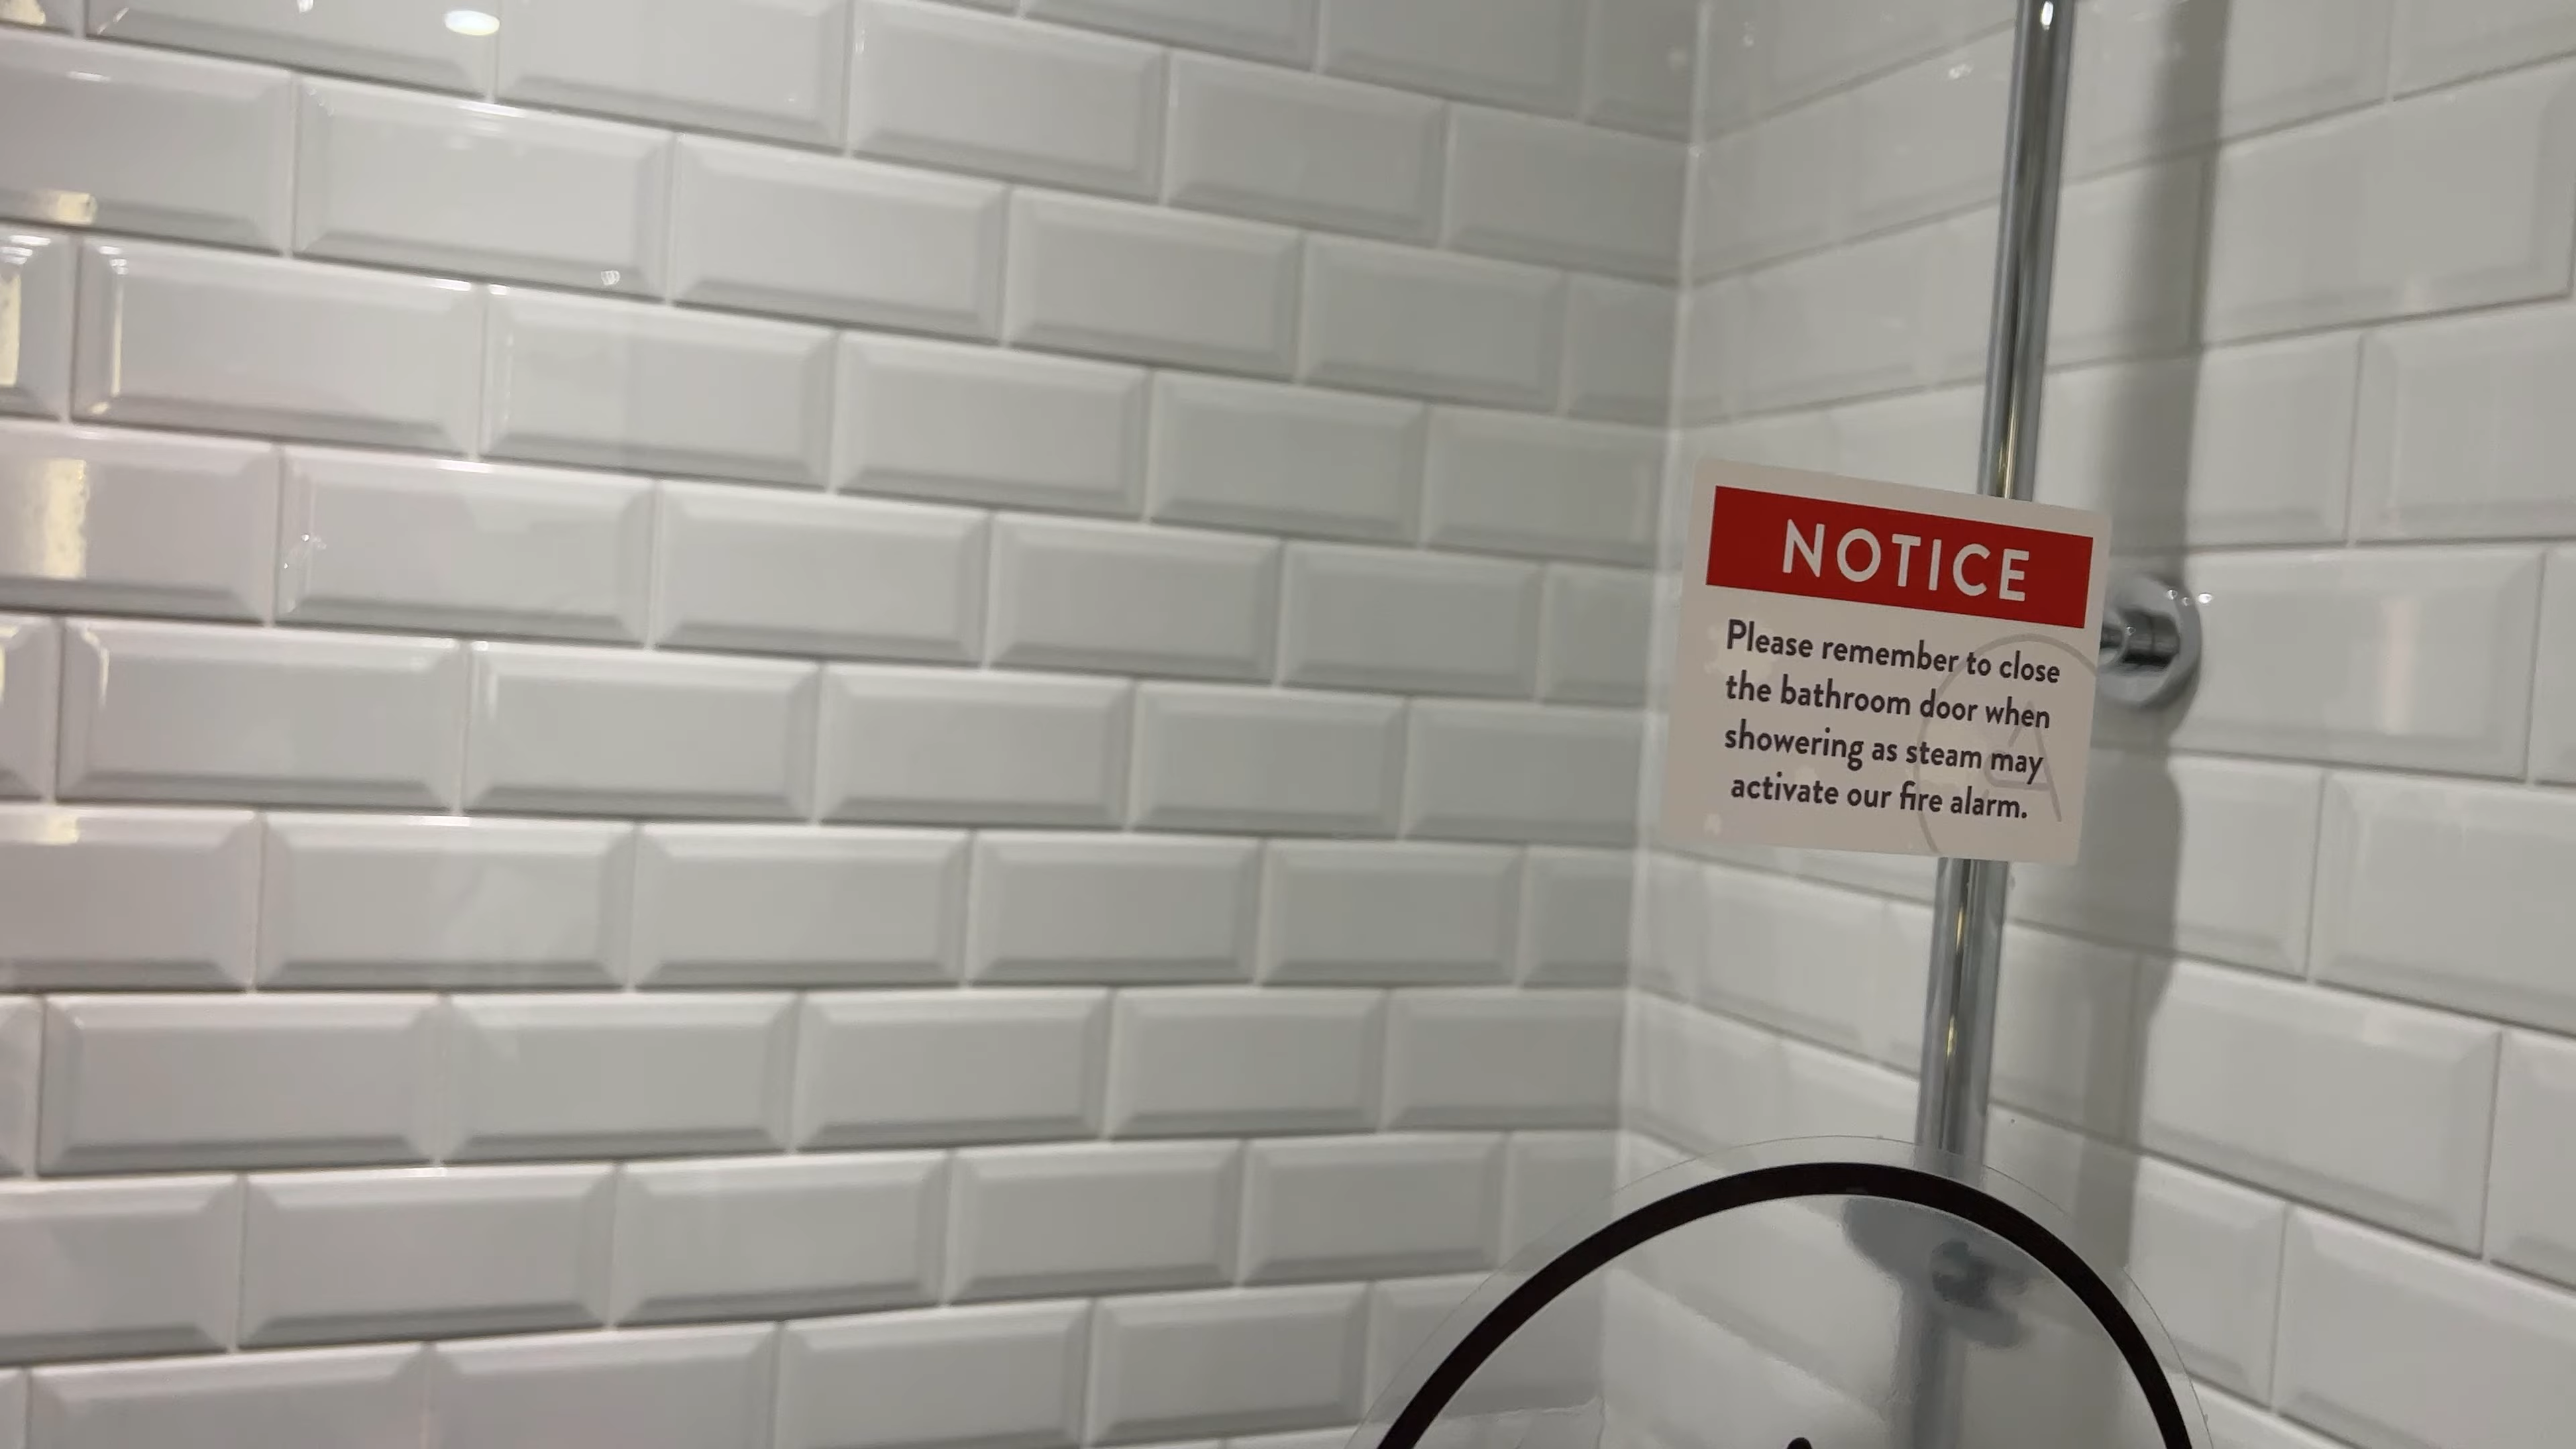 NOTICE
Please remember to close
the bathroom door when
showering as steam may
activate our fire alarm.